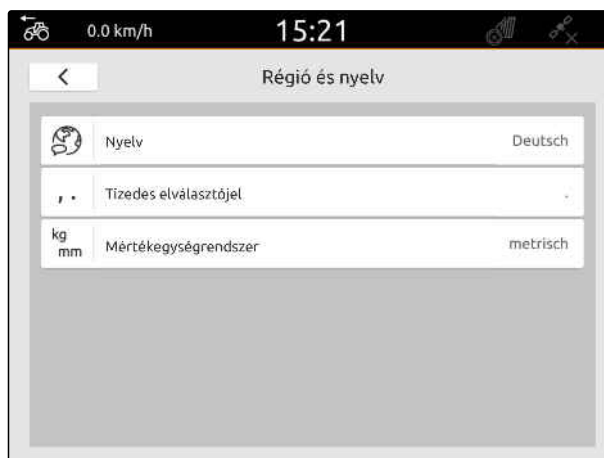 0.0 km/h 15:21
Régió és nyelv
Nyelv Deutsch
, . Tizedes elválasztójel .
kg
mm
Mértékegységrendszer metrisch